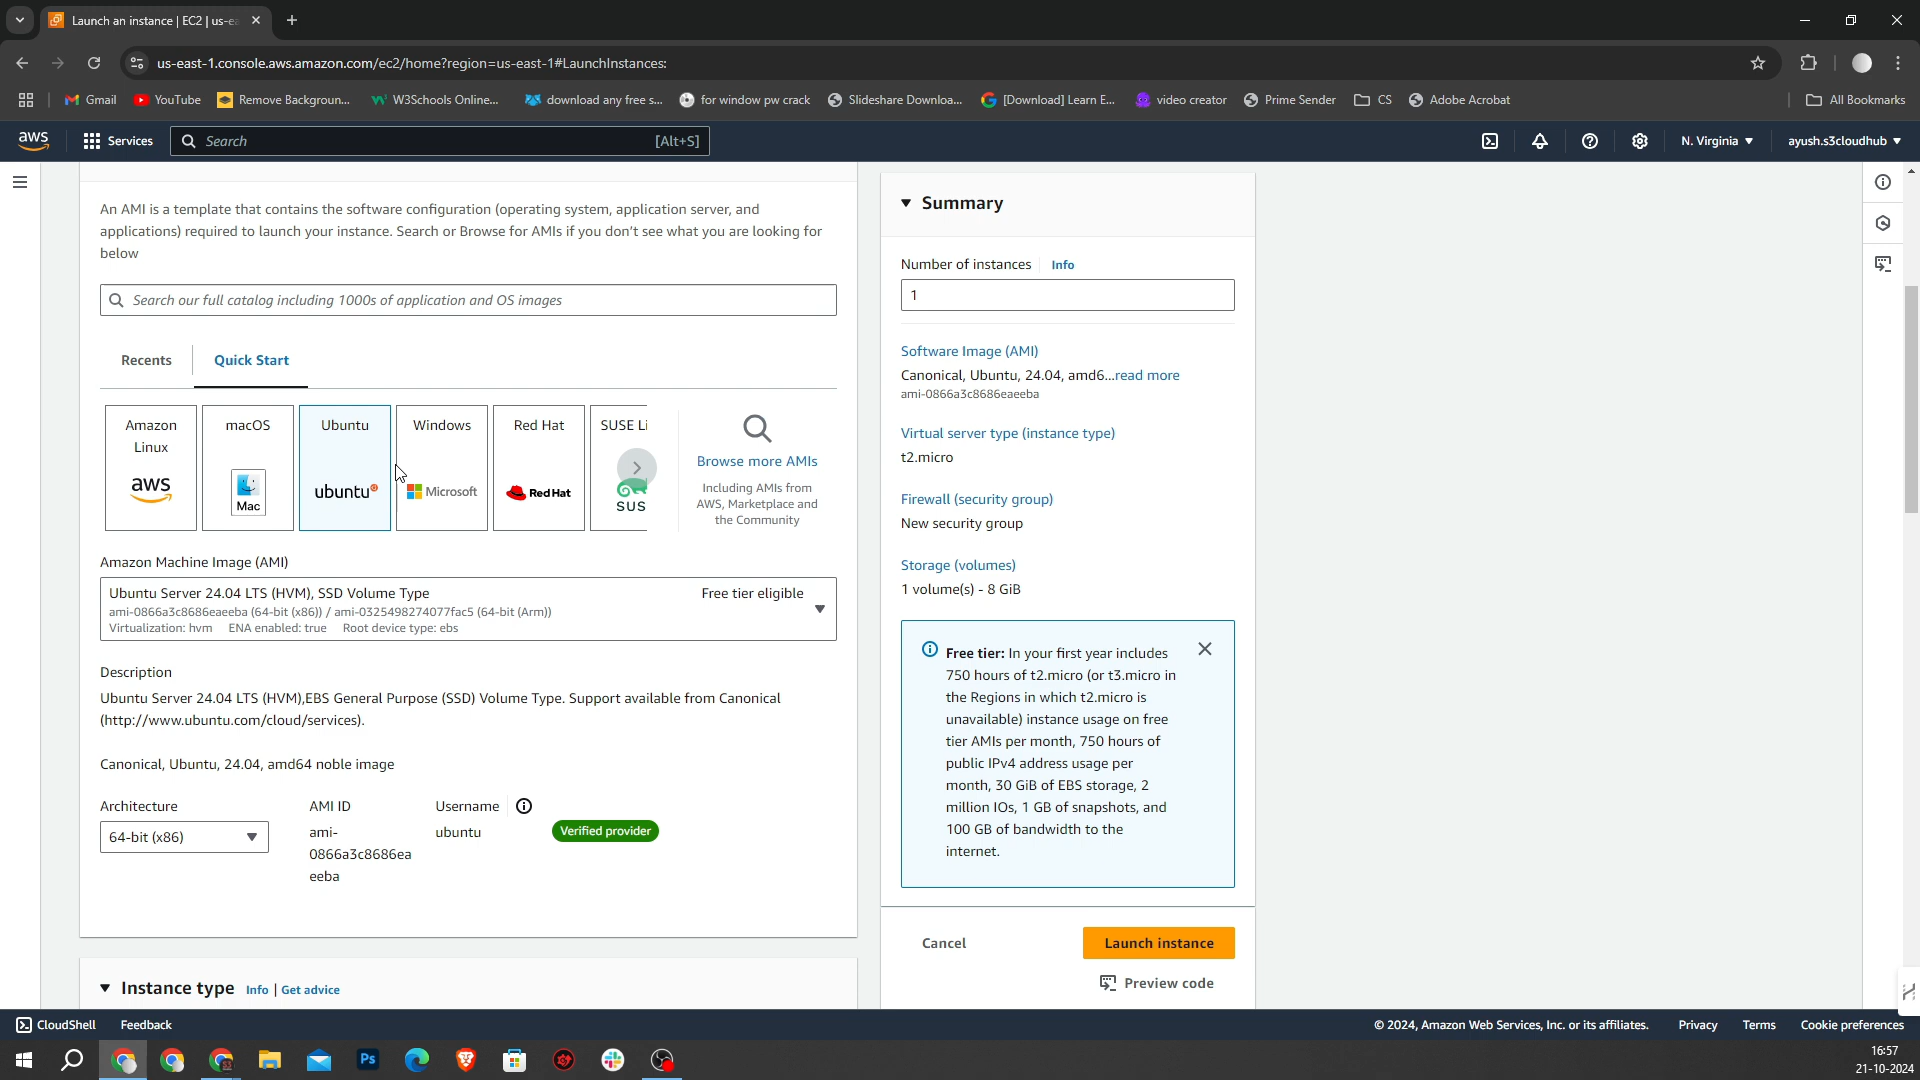 Launch an instance | EC2 | us-ea
us-east-1.console.aws.amazon.com/ec2/home?region=us-east-1#LaunchInstances:
Gmail
YouTube
Remove Backgroun...
W3Schools Online...
download any free s...
for window pw crack
Slideshare Downloa...
[Download] Learn E...
video creator
Prime Sender
CS
Adobe Acrobat
All Bookmarks
aws
Services
Search
[Alt+S]
N. Virginia
ayush.s3cloudhub
An AMI is a template that contains the software configuration (operating system, application server, and
applications) required to launch your instance. Search or Browse for AMIs if you don't see what you are looking for
below
Search our full catalog including 1000s of application and OS images
Recents
Quick Start
Amazon
Linux
aws
macOS
Mac
Ubuntu
ubuntu
Windows
Microsoft
Red Hat
Red Hat
SUSE Li
SUS
Browse more AMIs
Including AMIs from
AWS, Marketplace and
the Community
Amazon Machine Image (AMI)
Ubuntu Server 24.04 LTS (HVM), SSD Volume Type
Free tier eligible
ami-0866a3c8686eaeeba (64-bit (x86)) / ami-0325498274077fac5 (64-bit (Arm))
Virtualization: hvm ENA enabled: true Root device type: ebs
Description
Ubuntu Server 24.04 LTS (HVM),EBS General Purpose (SSD) Volume Type. Support available from Canonical
(http://www.ubuntu.com/cloud/services).
Canonical, Ubuntu, 24.04, amd64 noble image
Architecture
64-bit (x86)
AMI ID
ami-
0866a3c8686ea
eeba
Username
ubuntu
Verified provider
Instance type
Info
Get advice
Summary
Number of instances
Info
1
Software Image (AMI)
Canonical, Ubuntu, 24.04, amd6...read more
ami-0866a3c8686eaeeba
Virtual server type (instance type)
t2.micro
Firewall (security group)
New security group
Storage (volumes)
1 volume(s) - 8 GiB
Free tier: In your first year includes
750 hours of t2.micro (or t3.micro in
the Regions in which t2.micro is
unavailable) instance usage on free
tier AMIs per month, 750 hours of
public IPv4 address usage per
month, 30 GiB of EBS storage, 2
million IOs, 1 GB of snapshots, and
100 GB of bandwidth to the
internet.
Cancel
Launch instance
Preview code
CloudShell
Feedback
© 2024, Amazon Web Services, Inc. or its affiliates.
Privacy
Terms
Cookie preferences
Ps
16:57
21-10-2024